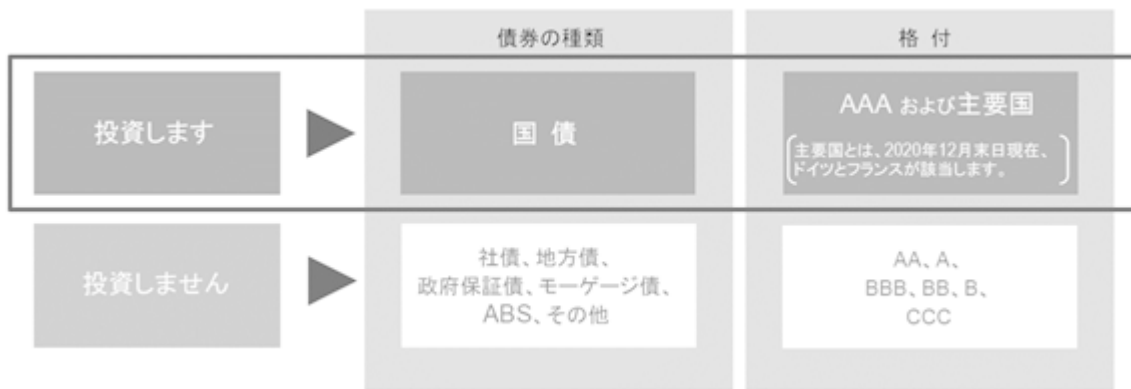 債券の種類
格 付
投資します
国 債
AAA および主要国
主要国とは、2020年12月末日現在、
ドイツとフランスが該当します。
投資しません
社債、地方債、
政府保証債、モーゲージ債、
ABS、その他
AA、A、
BBB、BB、B、
CCC